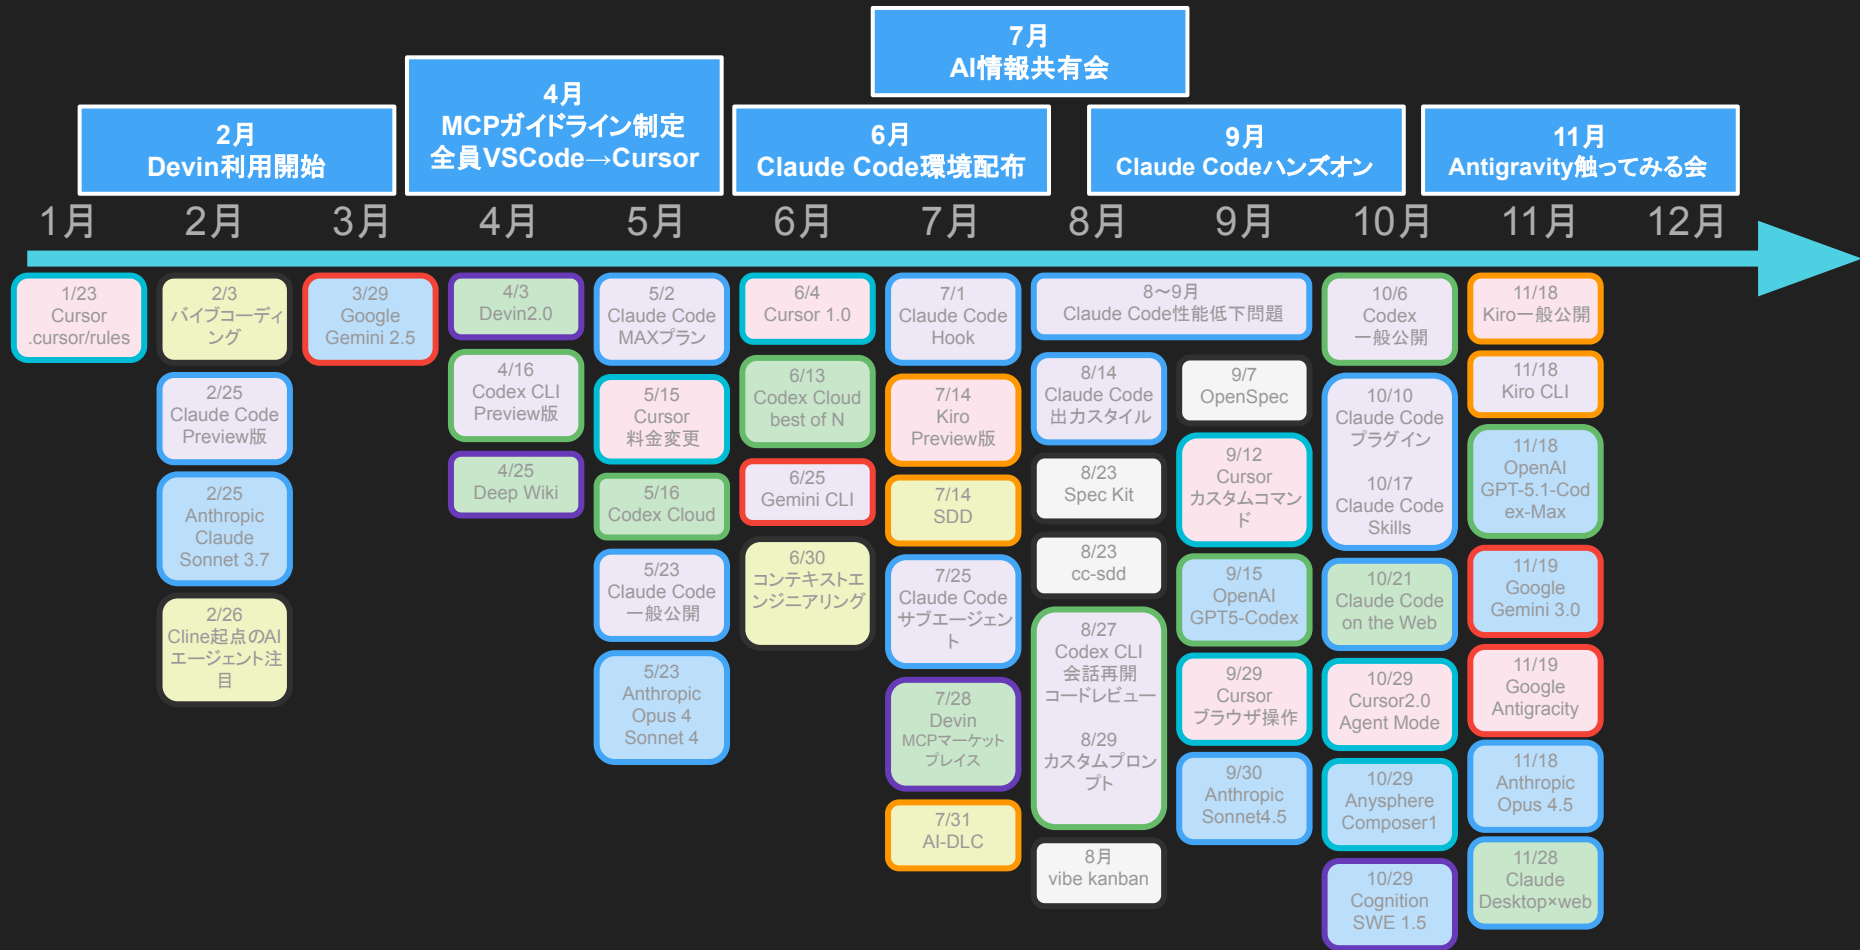 7月
AI情報共有会
4月
MCPガイドライン制定
全員VSCode→Cursor
2月
Devin利用開始
6月
Claude Code環境配布
9月
Claude Codeハンズオン
11月
Antigravity触ってみる会
1月
2月
3月
4月
5月
6月
7月
8月
9月
10月
11月
12月
1/23
Cursor
.cursor/rules
2/3
バイブコーディ
ング
2/25
Claude Code
Preview版
2/25
Anthropic
Claude
Sonnet 3.7
2/26
Cline起点のAI
エージェント注
目
3/29
Google
Gemini 2.5
4/3
Devin2.0
4/16
Codex CLI
Preview版
4/25
Deep Wiki
5/2
Claude Code
MAXプラン
5/15
Cursor
料金変更
5/16
Codex Cloud
5/23
Claude Code
一般公開
5/23
Anthropic
Opus 4
Sonnet 4
6/4
Cursor 1.0
6/13
Codex Cloud
best of N
6/25
Gemini CLI
6/30
コンテキストエ
ンジニアリング
7/1
Claude Code
Hook
7/14
Kiro
Preview版
7/14
SDD
7/25
Claude Code
サブエージェン
ト
7/28
Devin
MCPマーケット
プレイス
7/31
AI-DLC
8〜9月
Claude Code性能低下問題
8/14
Claude Code
出力スタイル
8/23
Spec Kit
8/23
cc-sdd
8/27
Codex CLI
会話再開
コードレビュー
8/29
カスタムプロン
プト
8月
vibe kanban
9/7
OpenSpec
9/12
Cursor
カスタムコマン
ド
9/15
OpenAI
GPT5-Codex
9/29
Cursor
ブラウザ操作
9/30
Anthropic
Sonnet4.5
10/6
Codex
一般公開
10/10
Claude Code
プラグイン
10/17
Claude Code
Skills
10/21
Claude Code
on the Web
10/29
Cursor2.0
Agent Mode
10/29
Anysphere
Composer1
10/29
Cognition
SWE 1.5
11/18
Kiro一般公開
11/18
Kiro CLI
11/18
OpenAI
GPT-5.1-Cod
ex-Max
11/19
Google
Gemini 3.0
11/19
Google
Antigracity
11/18
Anthropic
Opus 4.5
11/28
Claude
Desktop×web